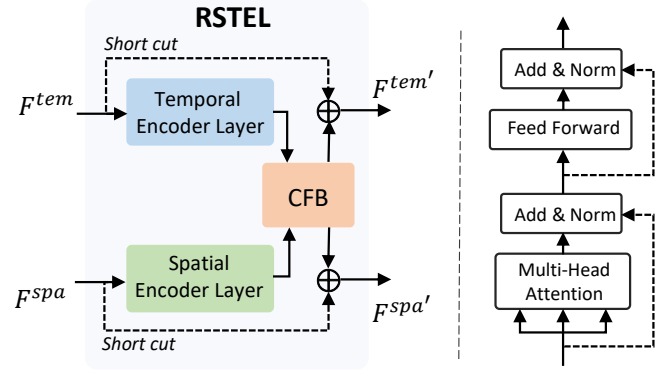 RSTEL
Short cut
F^{tem}
Temporal
Encoder Layer
F^{tem'}
CFB
Spatial
Encoder Layer
F^{spa}
F^{spa'}
Short cut
Add & Norm
Feed Forward
Add & Norm
Multi-Head
Attention